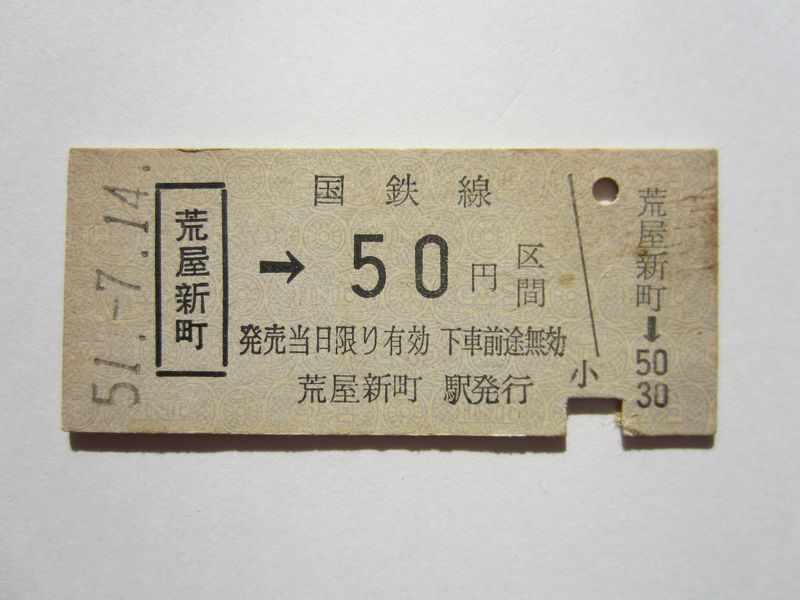 51.-7.14.
荒屋新町
国鉄線
→50円区間
発売当日限り有効 下車前途無効
荒屋新町 駅発行
小
荒屋新町→50
30